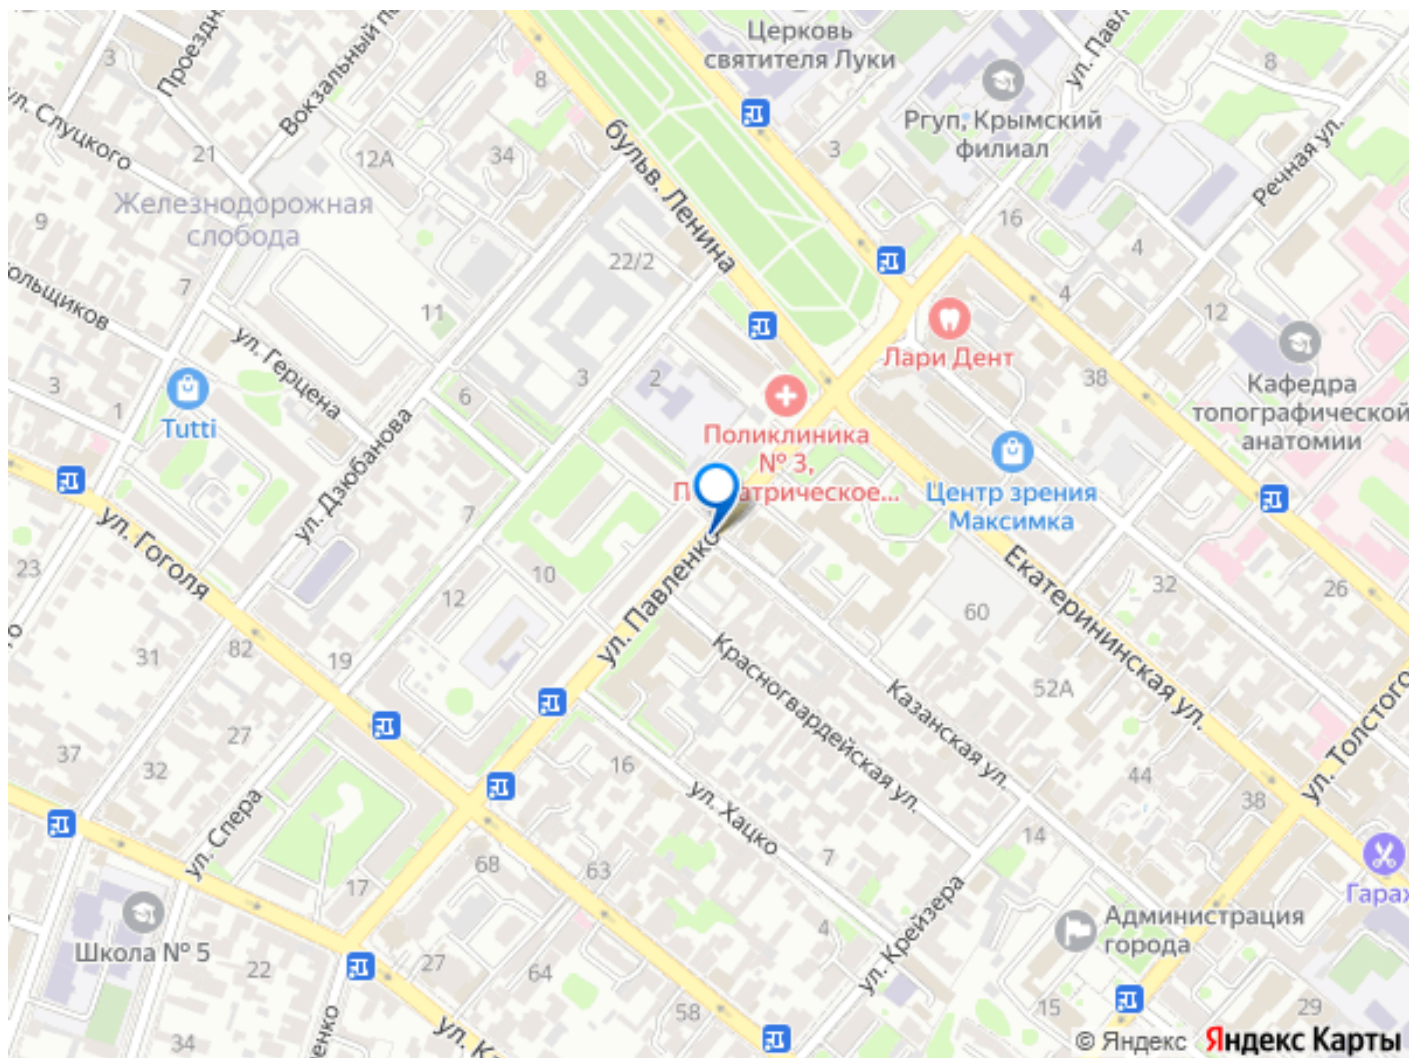 Церковь
святителя Луки
ул. Павл
8
Проездн
Вокзальный п
3
8
ул. Слуцкого
21
12А
34
3
Ргуп, Крымский
филиал
Речная ул.
бульв. Ленина
Железнодорожная
слобода
9
16
4
22/2
7
ольщиков
11
4
12
ул. Герцена
Лари Дент
3
1
6
3
2
38
Кафедра
топографической
анатомии
Tutti
ул. Дзюбанова
Поликлиника
№ 3,
П
атрическое...
Центр зрения
Максимка
7
ул. Гоголя
23
10
12
ул. Павленко
Екатерининская ул.
60
32
26
31
82
19
Красногвардейская ул.
Казанская ул.
52А
ул. Толстого
37
32
27
16
44
38
ул. Спера
ул. Хацко
14
7
68
63
17
ул. Крейзера
Гараж
Школа № 5
Администрация
города
4
22
27
64
58
15
29
34
енко
ул. К
© Яндекс Яндекс Карты